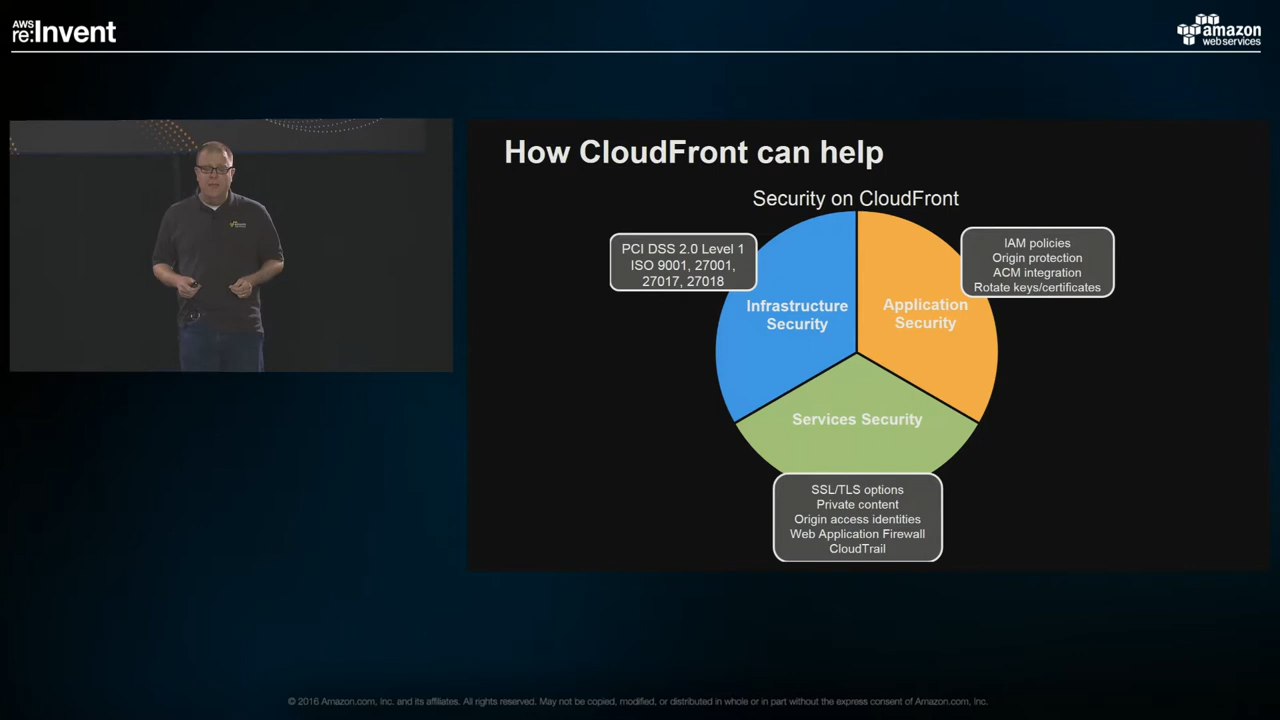 AWS
re:Invent
amazon
web services
How CloudFront can help
Security on CloudFront
PCI DSS 2.0 Level 1
ISO 9001, 27001,
27017, 27018
IAM policies
Origin protection
ACM integration
Rotate keys/certificates
Infrastructure
Security
Application
Security
Services Security
SSL/TLS options
Private content
Origin access identities
Web Application Firewall
CloudTrail
© 2016 Amazon.com, Inc. and its affiliates. All rights reserved. May not be copied, modified, or distributed in whole or in part without the express consent of Amazon.com, Inc.